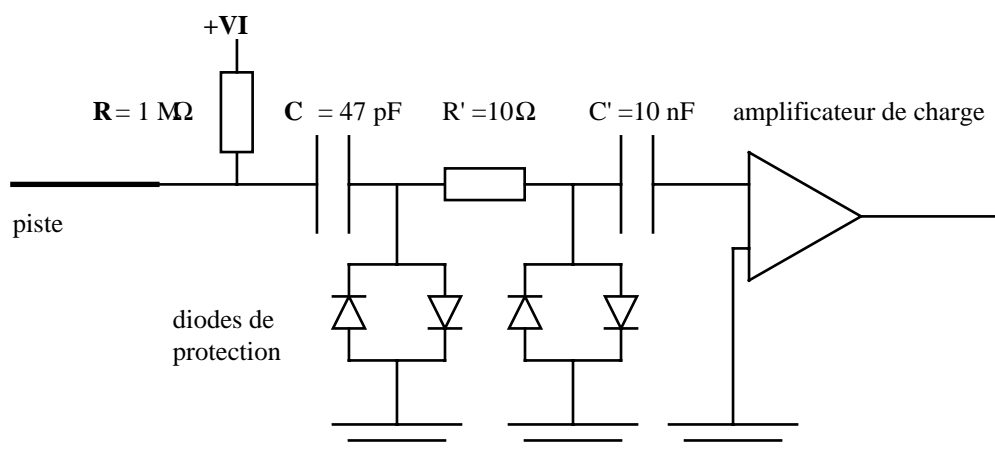 +VI
R = 1 MΩ
C = 47 pF
R' =10Ω
C' =10 nF
amplificateur de charge
piste
diodes de
protection